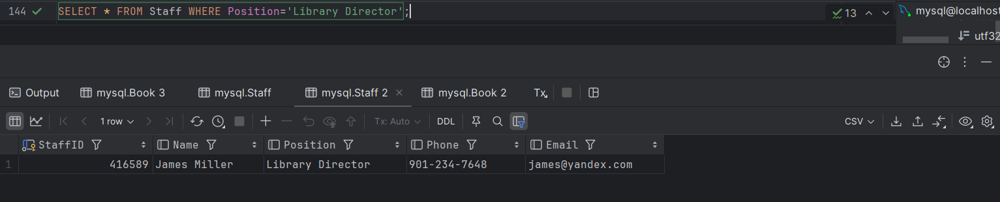 144 SELECT * FROM Staff WHERE Position='Library Director'; 13 mysql@localhost
utf32
Output mysql.Book 3 mysql.Staff mysql.Staff 2 mysql.Book 2 Tx
1 row Tx: Auto DDL CSV
StaffID Name Position Phone Email
1 416589 James Miller Library Director 901-234-7648 james@yandex.com